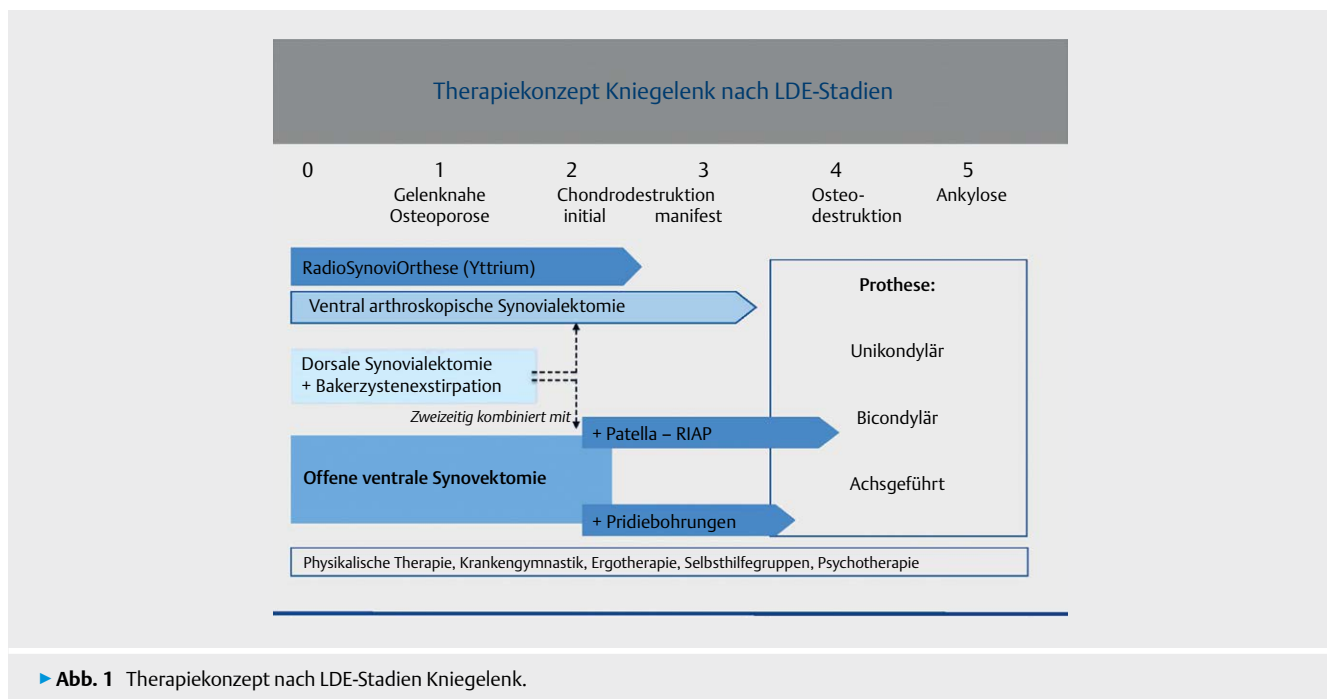 Therapiekonzept Kniegelenk nach LDE-Stadien
0 1 2 3 4 5
Gelenknahe Chondrodestruktion Osteo- Ankylose
Osteoporose initial manifest destruktion
RadioSynoviOrthese (Yttrium)
Ventral arthroskopische Synovialektomie
Dorsale Synovialektomie
+ Bakerzystenexstirpation
Zweizeitig kombiniert mit
+ Patella – RIAP
Offene ventrale Synovektomie
+ Pridiebohrungen
Prothese:
Unikondylär
Bicondylär
Achsgeführt
Physikalische Therapie, Krankengymnastik, Ergotherapie, Selbsthilfegruppen, Psychotherapie
▶ Abb. 1 Therapiekonzept nach LDE-Stadien Kniegelenk.